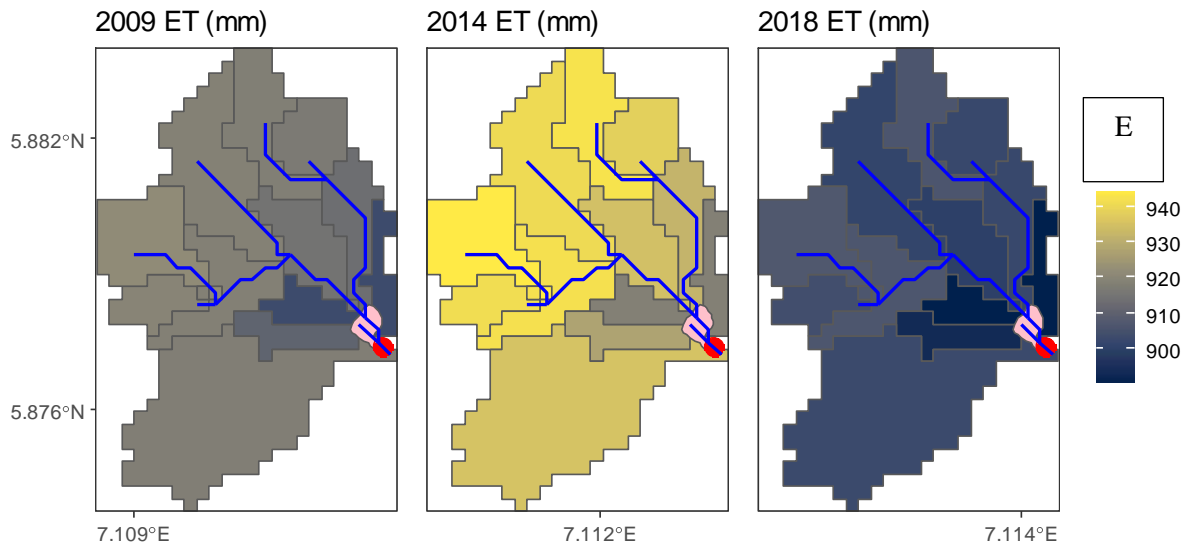 2009 ET (mm)
2014 ET (mm)
2018 ET (mm)
5.882°N
5.876°N
7.109°E
7.112°E
7.114°E
E
940
930
920
910
900